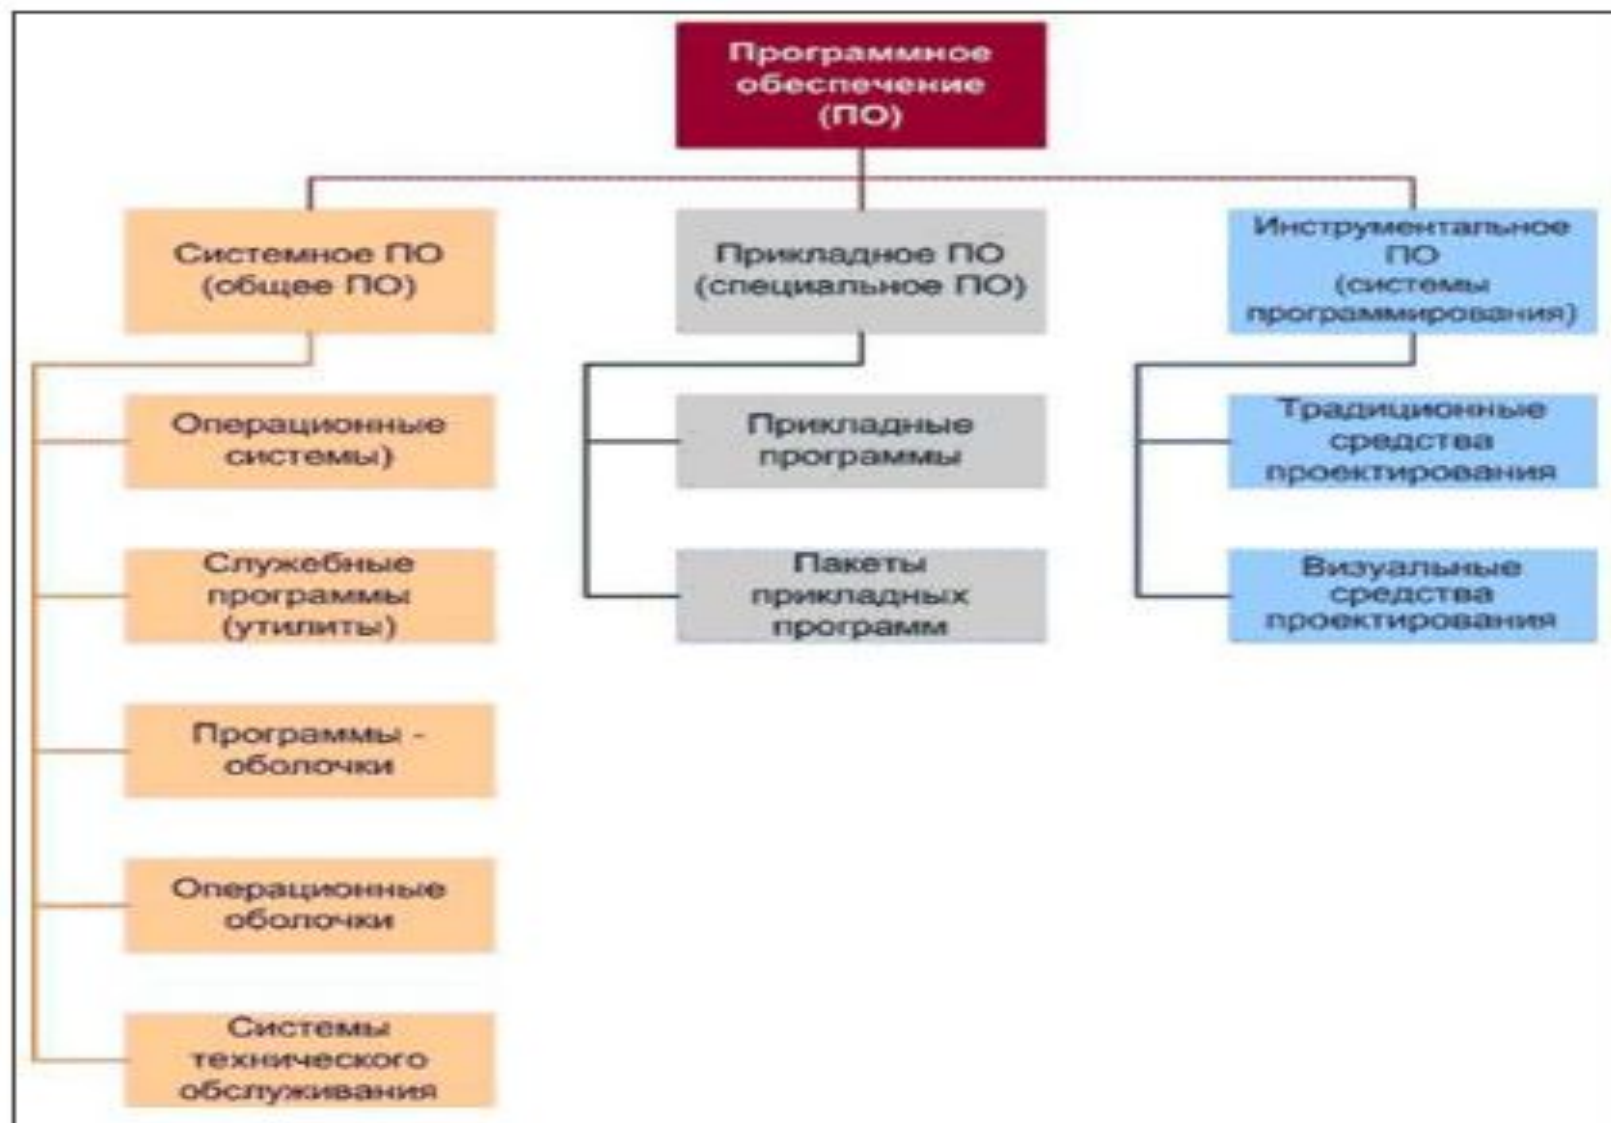 Программное
обеспечение
(ПО)
Системное ПО
(общее ПО)
Прикладное ПО
(специальное ПО)
Инструментальное
ПО
(системы
программирования)
Операционные
системы)
Прикладные
программы
Традиционные
средства
проектирования
Служебные
программы
(утилиты)
Пакеты
прикладных
программ
Визуальные
средства
проектирования
Программы -
оболочки
Операционные
оболочки
Системы
технического
обслуживания